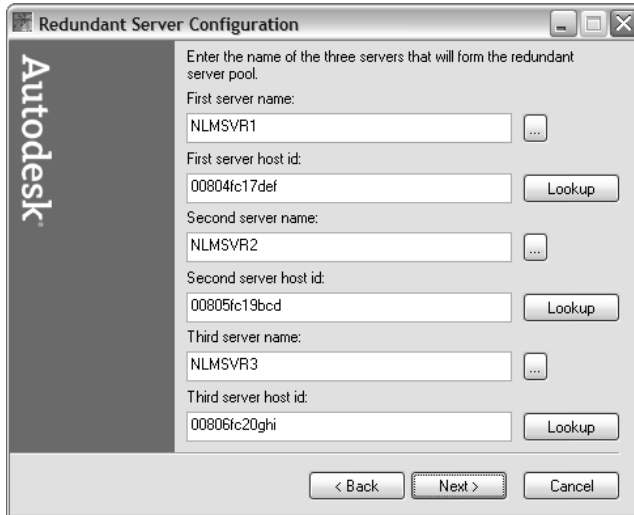 Redundant Server Configuration
Autodesk
Enter the name of the three servers that will form the redundant
server pool.
First server name:
NLMSVR1
...
First server host id:
00804fc17def
Lookup
Second server name:
NLMSVR2
...
Second server host id:
00805fc19bcd
Lookup
Third server name:
NLMSVR3
...
Third server host id:
00806fc20ghi
Lookup
< Back
Next >
Cancel